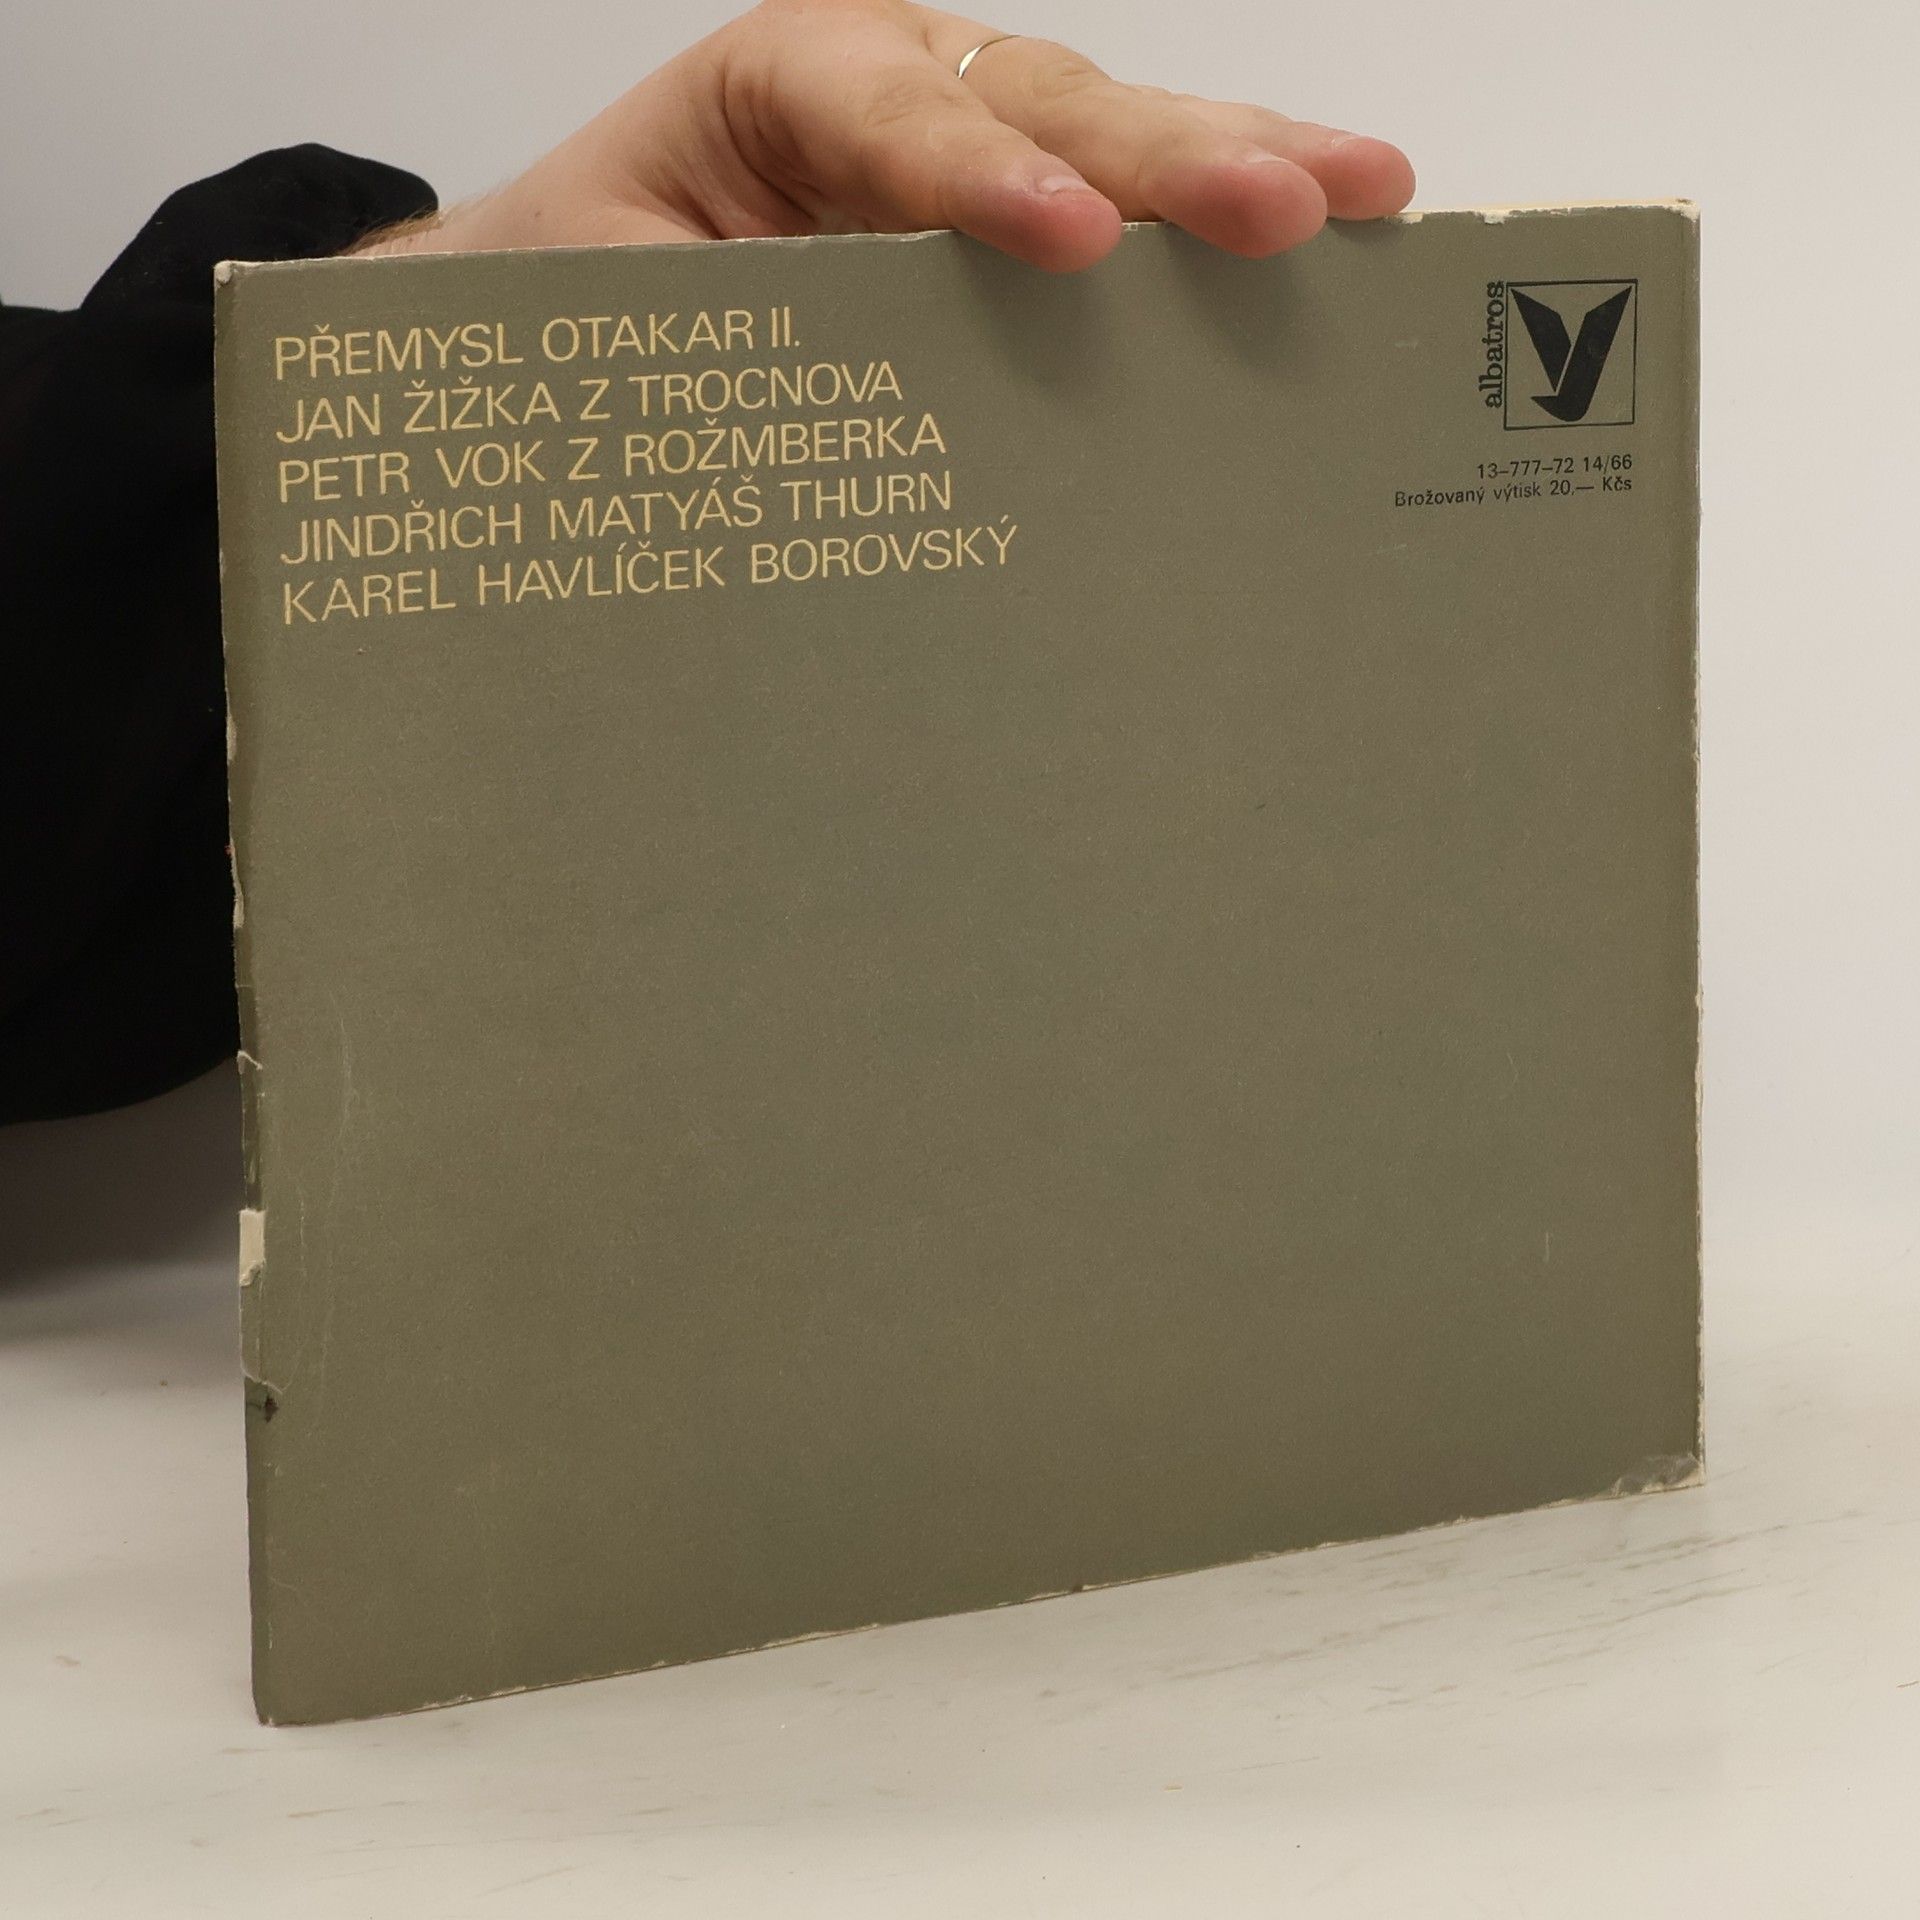 PŘEMYSL OTAKAR II.
JAN ŽIŽKA Z TROCNOVA
PETR VOK Z ROŽMBERKA
JINDŘICH MATYÁŠ THURN
KAREL HAVLÍČEK BOROVSKÝ
albatros
13–777–72 14/66
Brožovaný výtisk 20,— Kčs